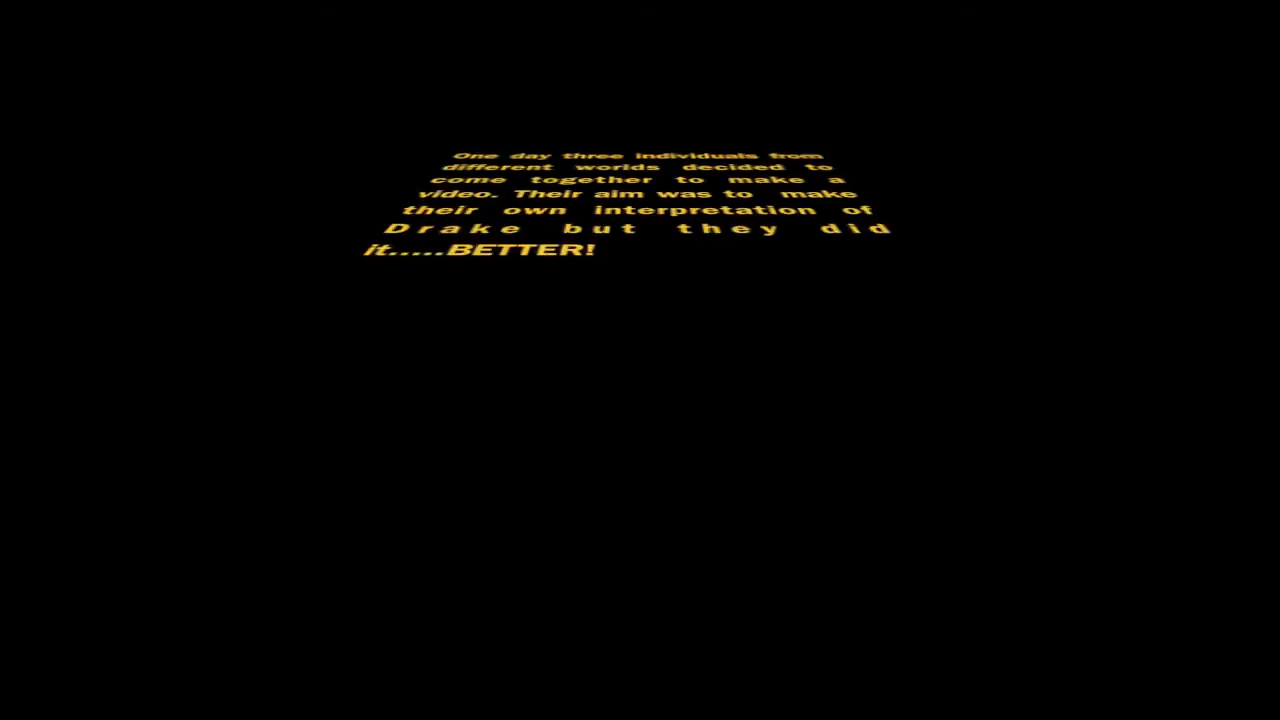 One day three individuals from
different worlds decided to
come together to make a
video. Their aim was to make
their own interpretation of
Drake but they did
it.....BETTER!